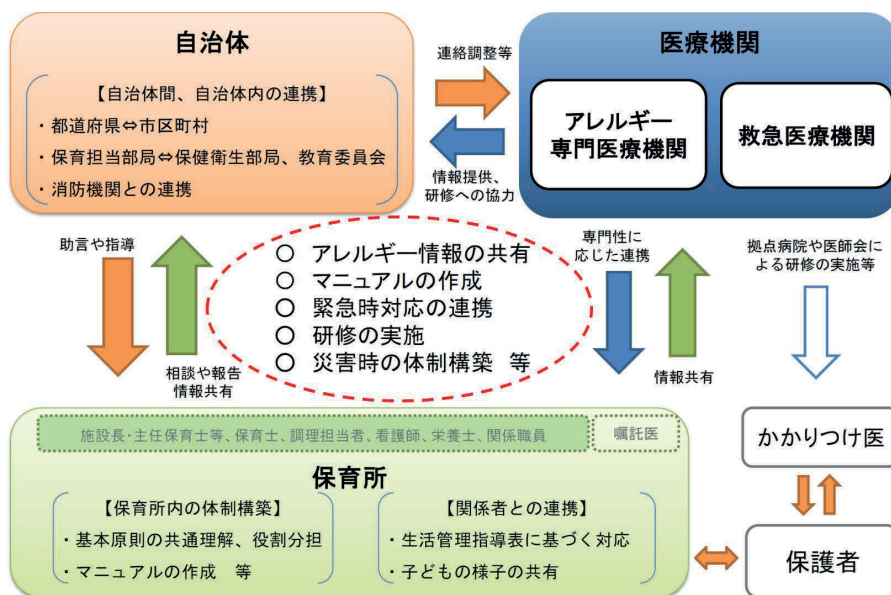 自治体
【自治体間、自治体内の連携】
・都道府県⇔市区町村
・保育担当部局⇔保健衛生部局、教育委員会
・消防機関との連携
連絡調整等
情報提供、
研修への協力
医療機関
アレルギー
専門医療機関
救急医療機関
助言や指導
相談や報告
情報共有
○ アレルギー情報の共有
○ マニュアルの作成
○ 緊急時対応の連携
○ 研修の実施
○ 災害時の体制構築 等
専門性に
応じた連携
情報共有
拠点病院や医師会に
よる研修の実施等
施設長・主任保育士等、保育士、調理担当者、看護師、栄養士、関係職員
嘱託医
保育所
【保育所内の体制構築】
・基本原則の共通理解、役割分担
・マニュアルの作成 等
【関係者との連携】
・生活管理指導表に基づく対応
・子どもの様子の共有
かかりつけ医
保護者